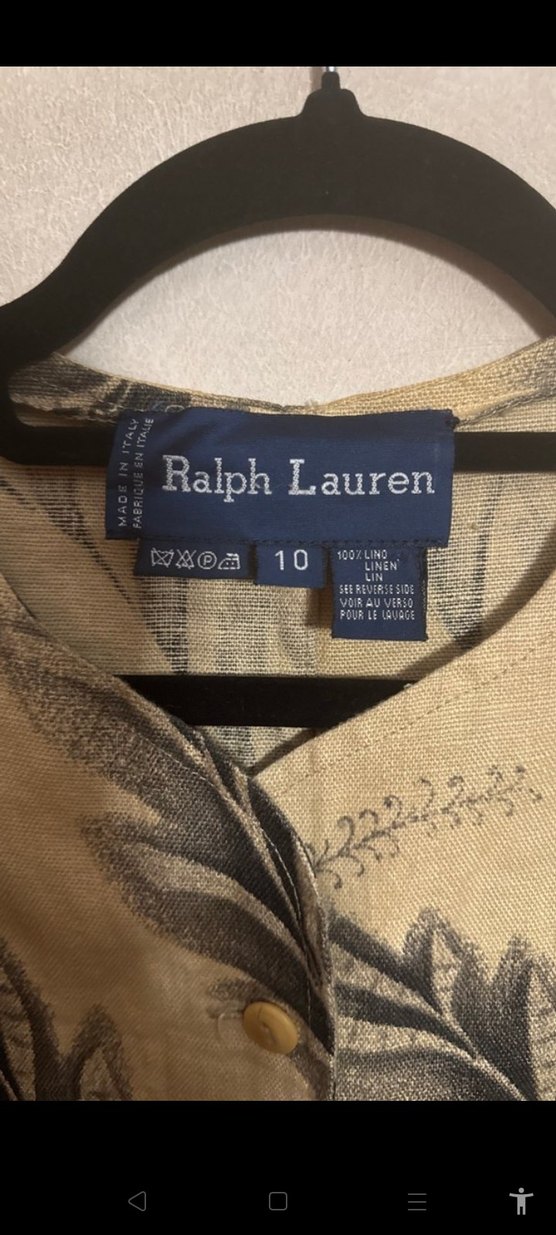 MADE IN ITALY
FABRIQUE EN ITALIE
Ralph Lauren
10
100% LINO
LINEN
LIN
SEE REVERSE SIDE
VOIR AU VERSO
POUR LE LAVAGE